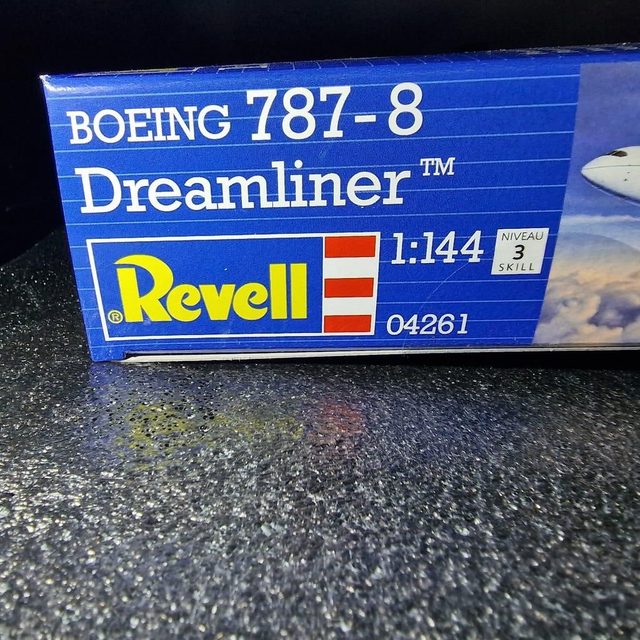 BOEING 787-8
Dreamliner™
®Revell
1:144
NIVEAU
3
SKILL
04261